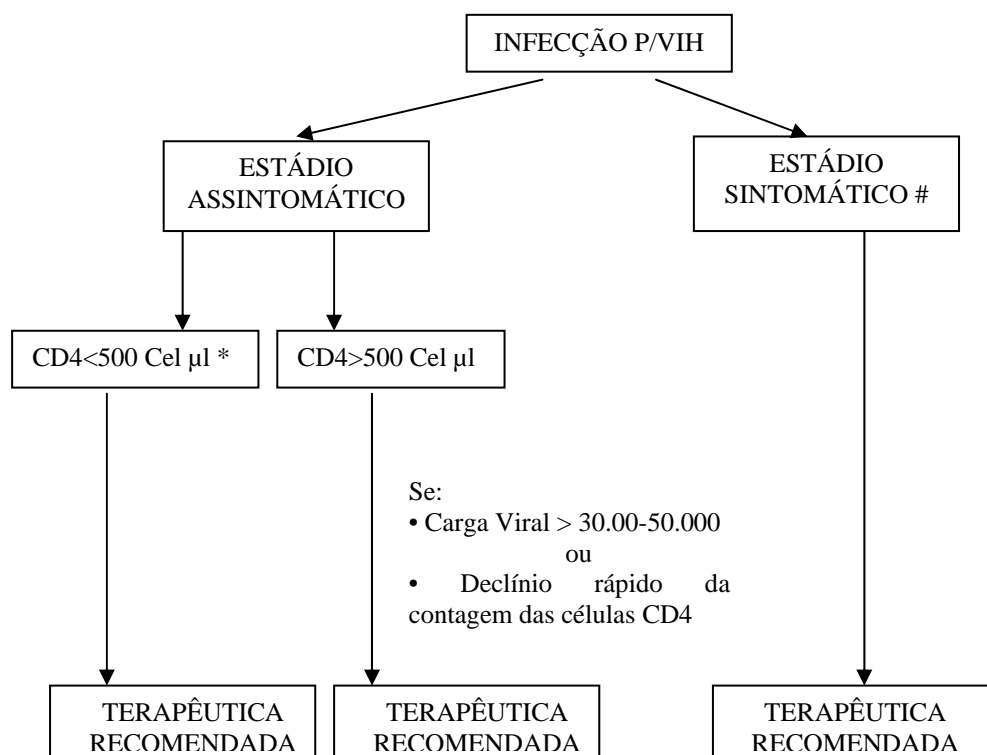 INFECÇÃO P/VIH
ESTÁDIO
ASSINTOMÁTICO
ESTÁDIO
SINTOMÁTICO #
CD4<500 Cel µl *
CD4>500 Cel µl
Se:
• Carga Viral > 30.00-50.000
ou
• Declínio rápido da
contagem das células CD4
TERAPÊUTICA
RECOMENDADA
TERAPÊUTICA
RECOMENDADA
TERAPÊUTICA
RECOMENDADA